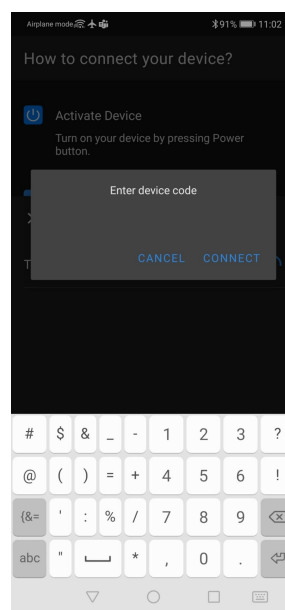 Airplane mode 91% 11:02
How to connect your device?
Activate Device
Turn on your device by pressing Power
button.
Enter device code
CANCEL CONNECT
T
# $ & _ - 1 2 3 ?
@ ( ) = + 4 5 6 !
{&= ' : % / 7 8 9
abc " * , 0 .